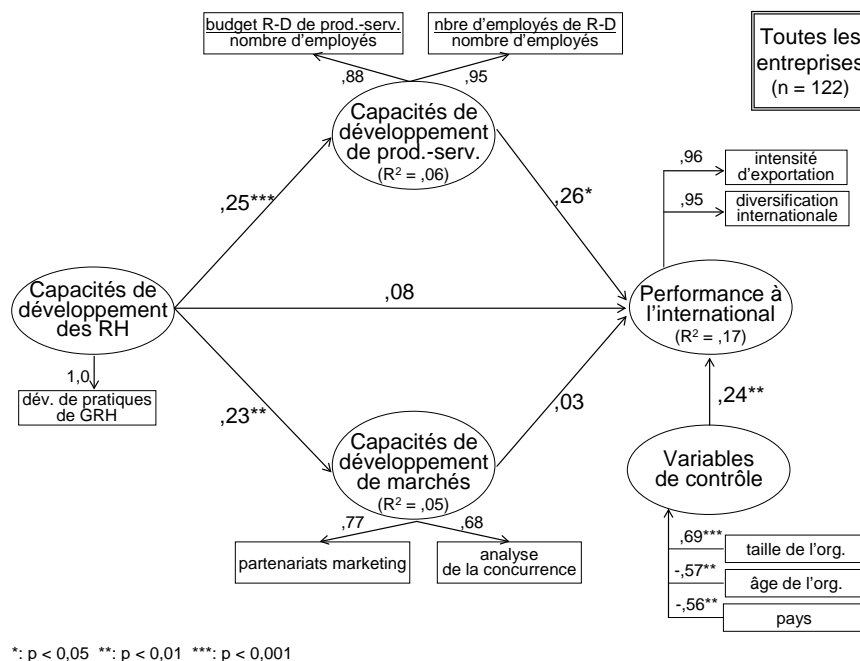 budget R-D de prod.-serv.
nombre d'employés
nbre d'employés de R-D
nombre d'employés
Toutes les
entreprises
(n = 122)
,88
,95
Capacités de
développement
de prod.-serv.
(R² = ,06)
,96
intensité
d'exportation
,95
diversification
internationale
,25***
,26*
Capacités de
développement
des RH
,08
Performance à
l'international
(R² = ,17)
1,0
dév. de pratiques
de GRH
,23**
,03
,24**
Capacités de
développement
de marchés
(R² = ,05)
Variables
de contrôle
,77
,68
partenariats marketing
analyse
de la concurrence
,69***
taille de l'org.
-,57**
âge de l'org.
-,56**
pays
*: p < 0,05 **: p < 0,01 ***: p < 0,001